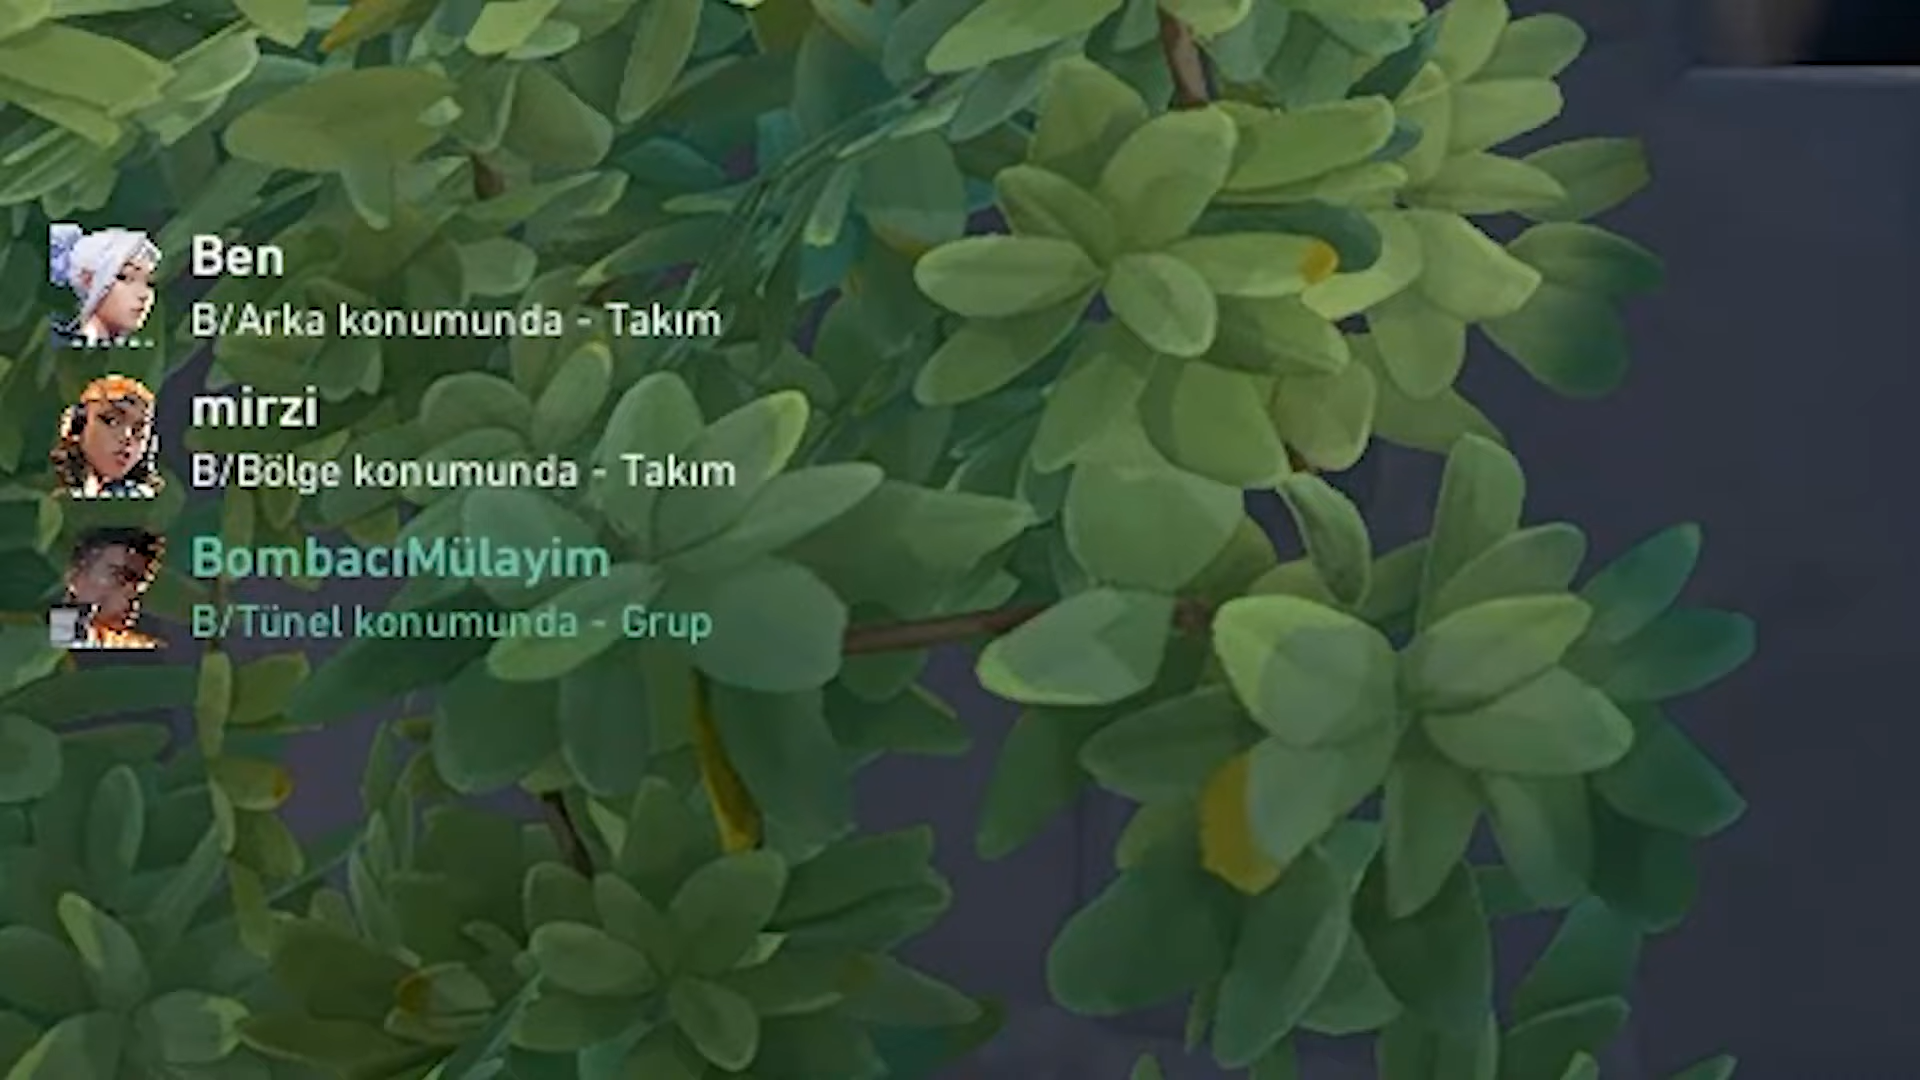 Ben
B/Arka konumunda - Takım
mirzi
B/Bölge konumunda - Takım
BombacıMülayim
B/Tünel konumunda - Grup